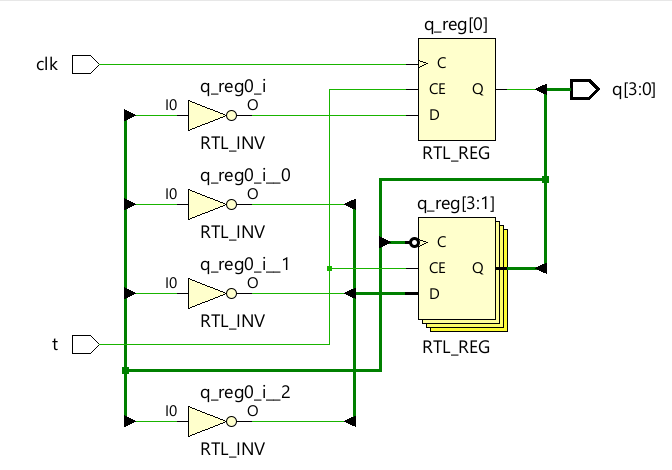 q_reg[0]
clk
C
q_reg0_i
CE
Q
q[3:0]
I0
O
D
RTL_INV
RTL_REG
q_reg0_i__0
I0
O
q_reg[3:1]
RTL_INV
C
q_reg0_i__1
CE
Q
I0
O
D
RTL_INV
t
RTL_REG
q_reg0_i__2
I0
O
RTL_INV